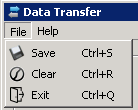 Data Transfer
File Help
Save Ctrl+S
Clear Ctrl+R
Exit Ctrl+Q